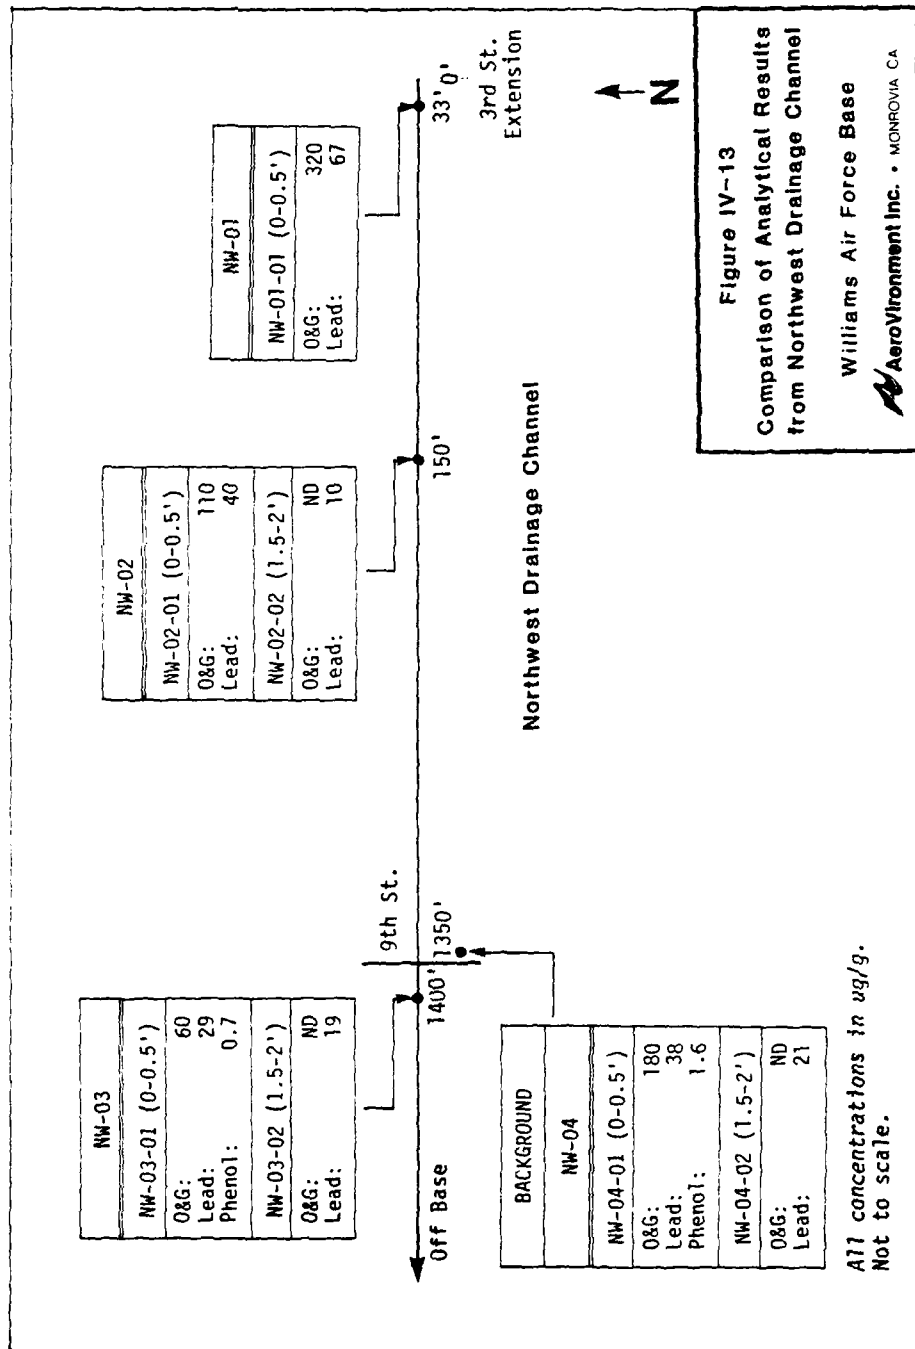 NW-03
NW-03-01 (0-0.5')
O&G: 60
Lead: 29
Phenol: 0.7
NW-03-02 (1.5-2')
O&G: ND
Lead: 19
NW-02
NW-02-01 (0-0.5')
O&G: 110
Lead: 40
NW-02-02 (1.5-2')
O&G: ND
Lead: 10
NW-01
NW-01-01 (0-0.5')
O&G: 320
Lead: 67
9th St.
Off Base
1400'
1350'
150'
33'
0'
3rd St.
Extension
N
Northwest Drainage Channel
BACKGROUND
NW-04
NW-04-01 (0-0.5')
O&G: 180
Lead: 38
Phenol: 1.6
NW-04-02 (1.5-2')
O&G: ND
Lead: 21
All concentrations in ug/g.
Not to scale.
Figure IV-13
Comparison of Analytical Results
from Northwest Drainage Channel
Williams Air Force Base
AeroVironment Inc. • MONROVIA CA